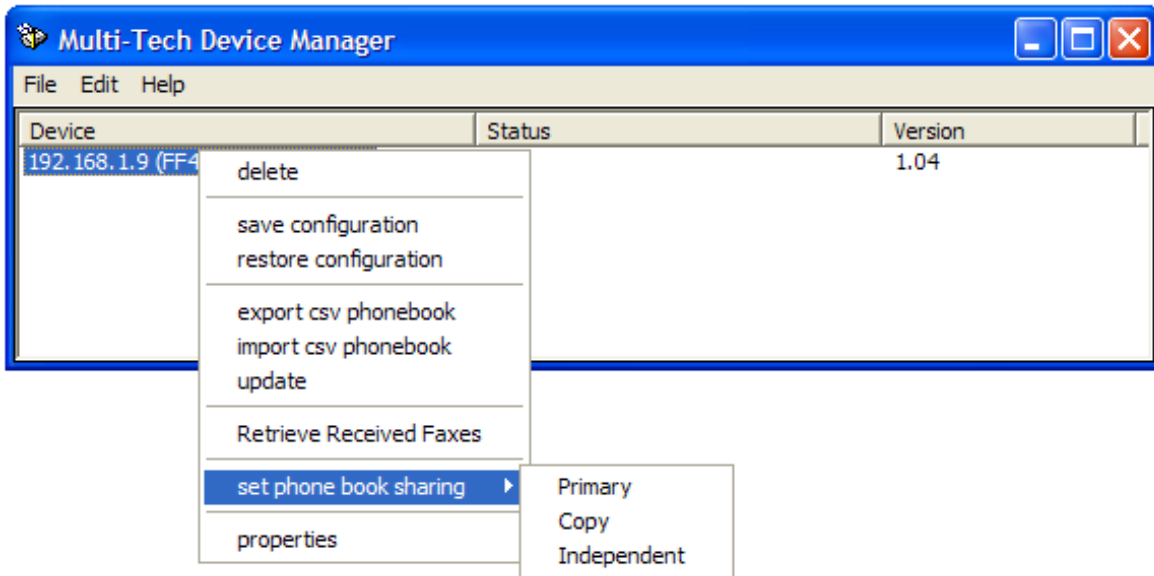 Multi-Tech Device Manager
File Edit Help
Device Status Version
192.168.1.9 (FF4 1.04
delete
save configuration
restore configuration
export csv phonebook
import csv phonebook
update
Retrieve Received Faxes
set phone book sharing
Primary
Copy
Independent
properties